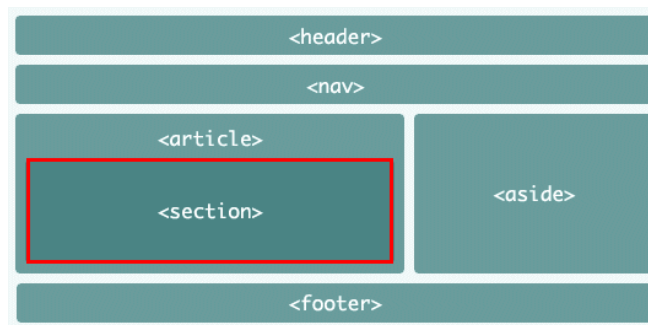 <header>
<nav>
<article>
<section>
<aside>
<footer>